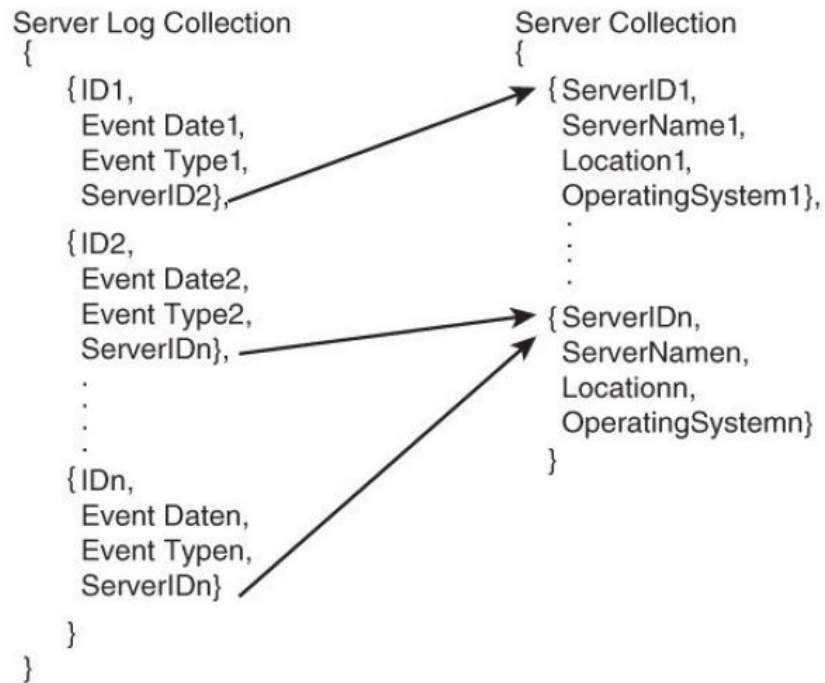 Server Log Collection
{
{ID1,
Event Date1,
Event Type1,
ServerID2},
{ID2,
Event Date2,
Event Type2,
ServerIDn},
.
.
.
.
{IDn,
Event Daten,
Event Typen,
ServerIDn}
}
}
Server Collection
{
{ServerID1,
ServerName1,
Location1,
OperatingSystem1},
.
.
.
.
{ServerIDn,
ServerNamen,
Locationn,
OperatingSystemn}
}